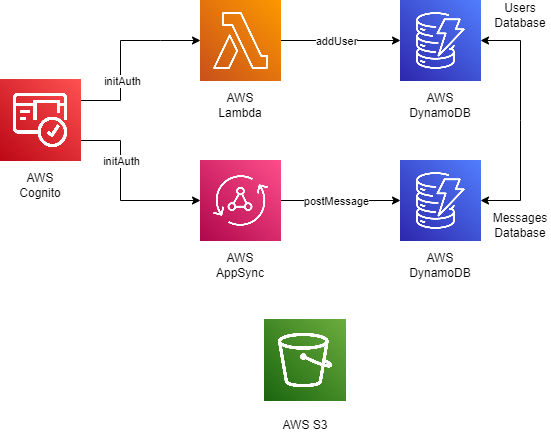 Users
Database
addUser
initAuth
AWS
Lambda
AWS
DynamoDB
initAuth
AWS
Cognito
postMessage
Messages
Database
AWS
AppSync
AWS
DynamoDB
AWS S3